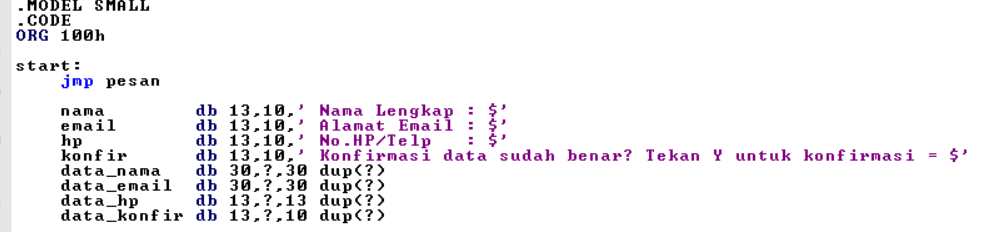 .MODEL SMALL
.CODE
ORG 100h
start:
jmp pesan
nama db 13,10,' Nama Lengkap : $'
email db 13,10,' Alamat Email : $'
hp db 13,10,' No.HP/Telp : $'
konfir db 13,10,' Konfirmasi data sudah benar? Tekan Y untuk konfirmasi = $'
data_nama db 30,?,30 dup(?)
data_email db 30,?,30 dup(?)
data_hp db 13,?,13 dup(?)
data_konfir db 13,?,10 dup(?)